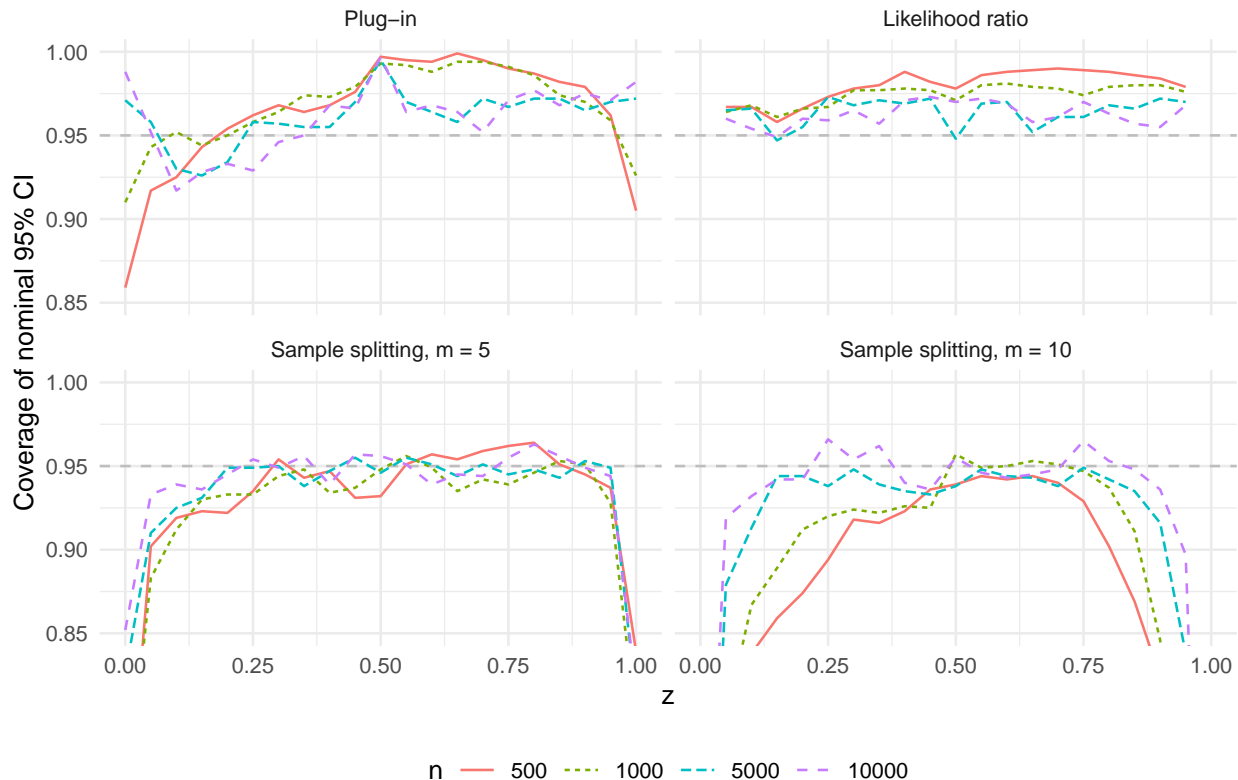 Plug−in
Likelihood ratio
1.00
0.95
0.90
0.85
Sample splitting, m = 5
Sample splitting, m = 10
1.00
0.95
0.90
0.85
Coverage of nominal 95% CI
0.00 0.25 0.50 0.75 1.00
0.00 0.25 0.50 0.75 1.00
z
n 500 1000 5000 10000